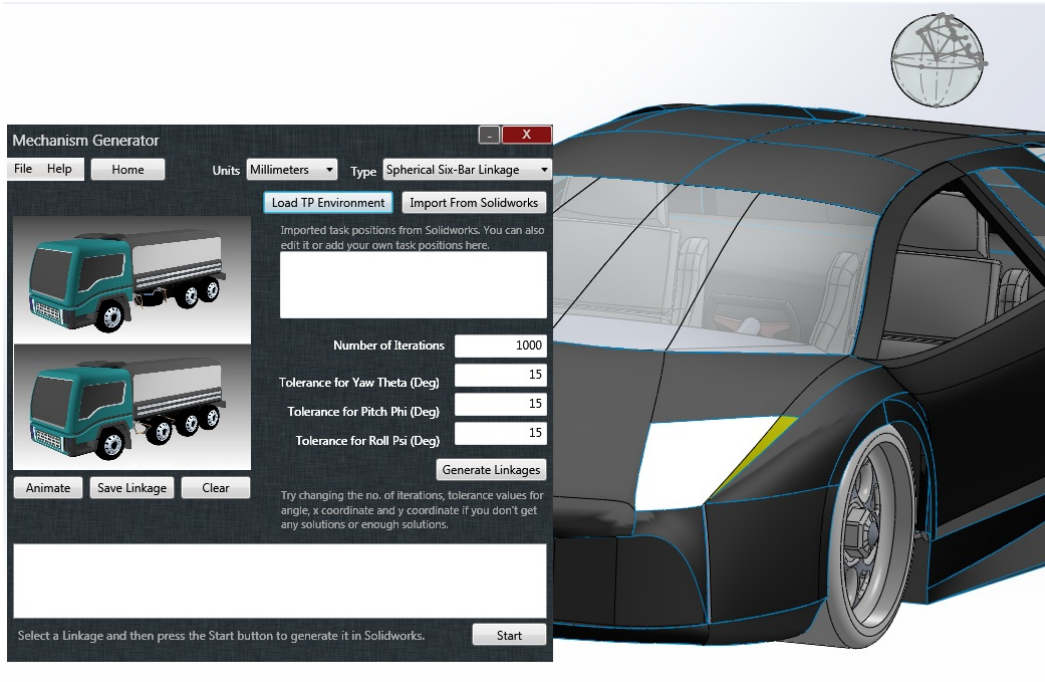 Mechanism Generator
- X
File Help Home Units Millimeters Type Spherical Six-Bar Linkage
Load TP Environment Import From Solidworks
Imported task positions from Solidworks. You can also
edit it or add your own task positions here.
Number of Iterations 1000
Tolerance for Yaw Theta (Deg) 15
Tolerance for Pitch Phi (Deg) 15
Tolerance for Roll Psi (Deg) 15
Generate Linkages
Animate Save Linkage Clear
Try changing the no. of iterations, tolerance values for
angle, x coordinate and y coordinate if you don't get
any solutions or enough solutions.
Select a Linkage and then press the Start button to generate it in Solidworks.
Start